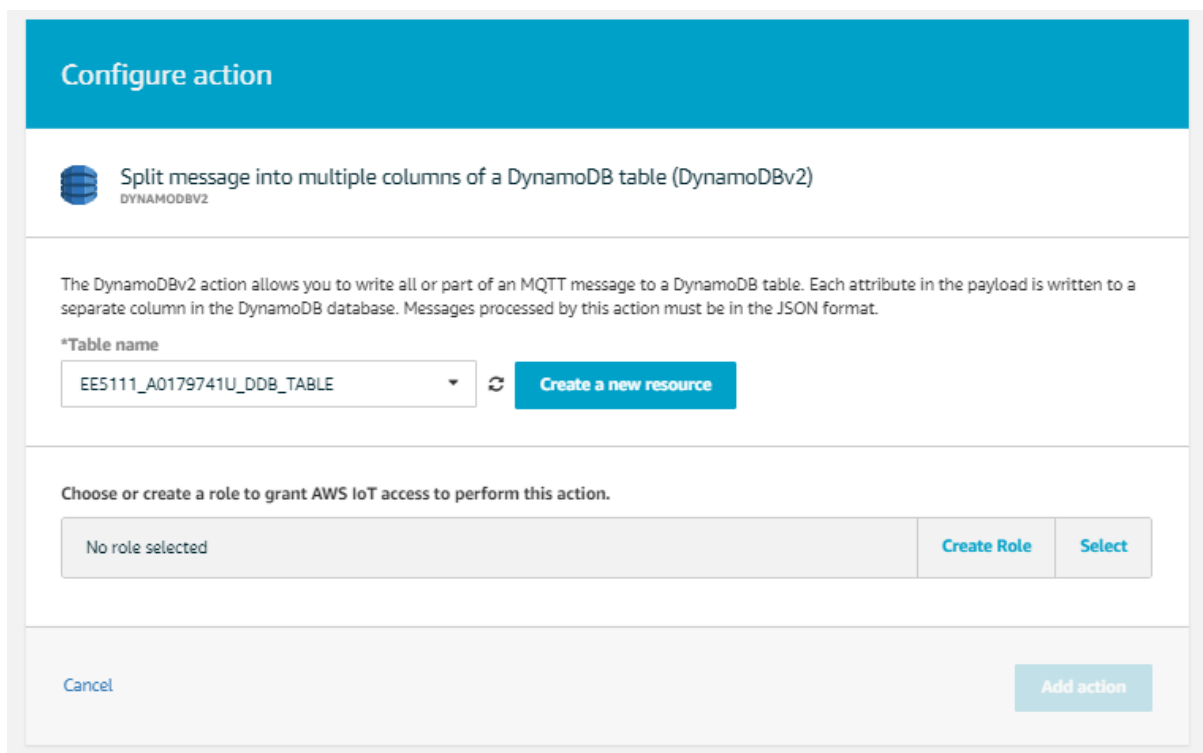 Configure action
Split message into multiple columns of a DynamoDB table (DynamoDBv2)
DYNAMODBV2
The DynamoDBv2 action allows you to write all or part of an MQTT message to a DynamoDB table. Each attribute in the payload is written to a
separate column in the DynamoDB database. Messages processed by this action must be in the JSON format.
*Table name
EE5111_A0179741U_DDB_TABLE
Create a new resource
Choose or create a role to grant AWS IoT access to perform this action.
No role selected
Create Role
Select
Cancel
Add action